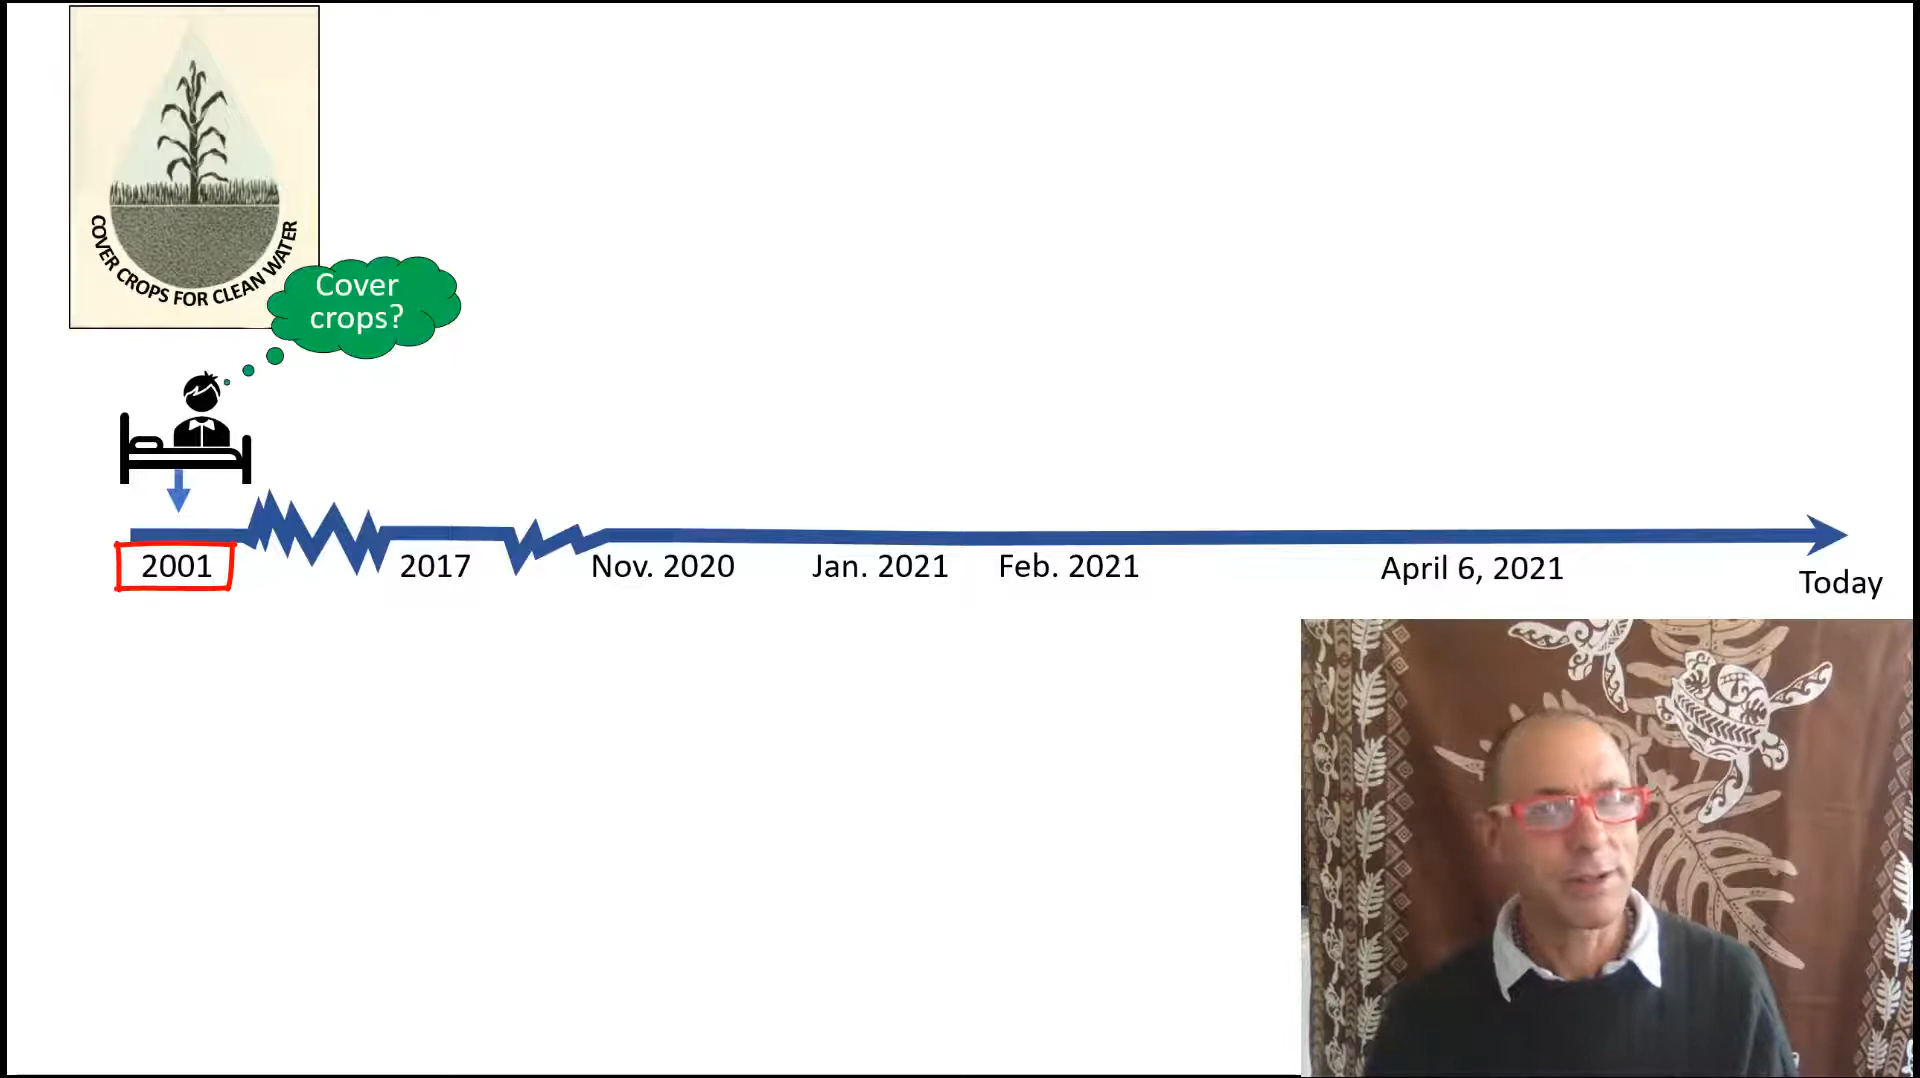 COVER CROPS FOR CLEAN WATER
Cover
crops?
2001
2017
Nov. 2020
Jan. 2021
Feb. 2021
April 6, 2021
Today